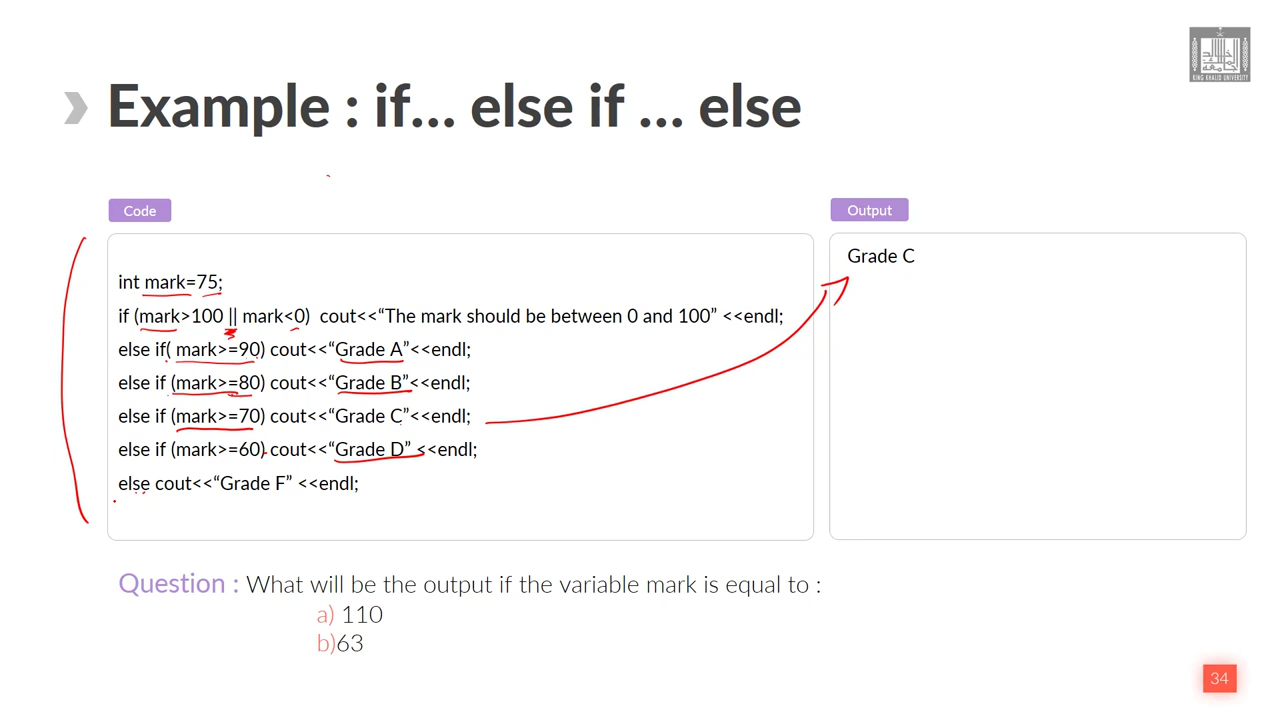 KING KHALID UNIVERSITY
Example : if... else if ... else
Code
Output
int mark=75;
if (mark>100 || mark<0)  cout<<“The mark should be between 0 and 100” <<endl;
else if( mark>=90) cout<<“Grade A”<<endl;
else if (mark>=80) cout<<“Grade B”<<endl;
else if (mark>=70) cout<<“Grade C”<<endl;
else if (mark>=60) cout<<“Grade D” <<endl;
else cout<<“Grade F” <<endl;
Grade C
Question : What will be the output if the variable mark is equal to :
a) 110
b)63
34